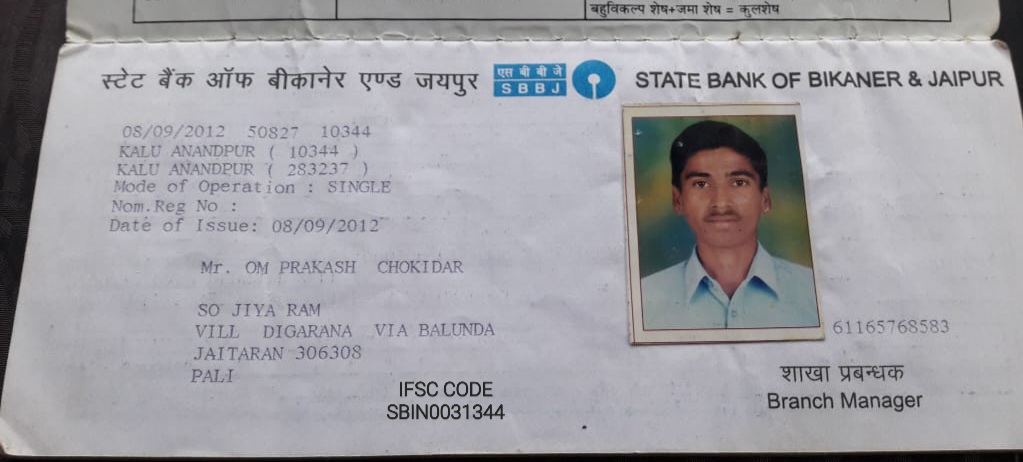 बहुविकल्प शेष+जमा शेष = कुलशेष
स्टेट बैंक ऑफ बीकानेर एण्ड जयपुर एस बी बी जे SBBJ STATE BANK OF BIKANER & JAIPUR
08/09/2012 50827 10344
KALU ANANDPUR ( 10344 )
KALU ANANDPUR ( 283237 )
Mode of Operation : SINGLE
Nom.Reg No :
Date of Issue: 08/09/2012
Mr. OM PRAKASH CHOKIDAR
SO JIYA RAM
VILL DIGARANA VIA BALUNDA
JAITARAN 306308
PALI
IFSC CODE
SBIN0031344
61165768583
शाखा प्रबन्धक
Branch Manager